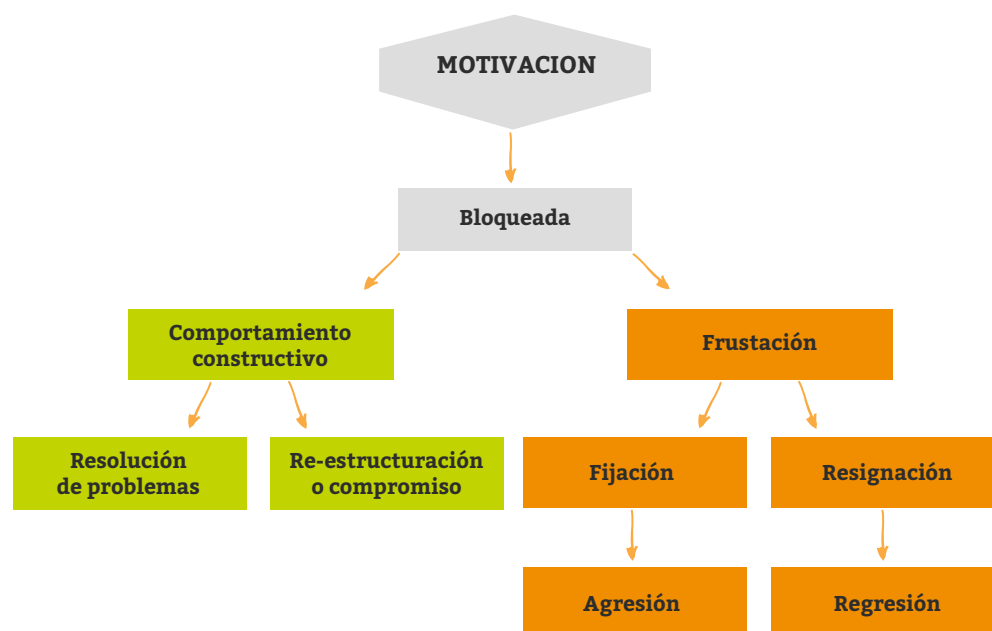 MOTIVACION
Bloqueada
Comportamiento
constructivo
Frustación
Resolución
de problemas
Re-estructuración
o compromiso
Fijación
Resignación
Agresión
Regresión